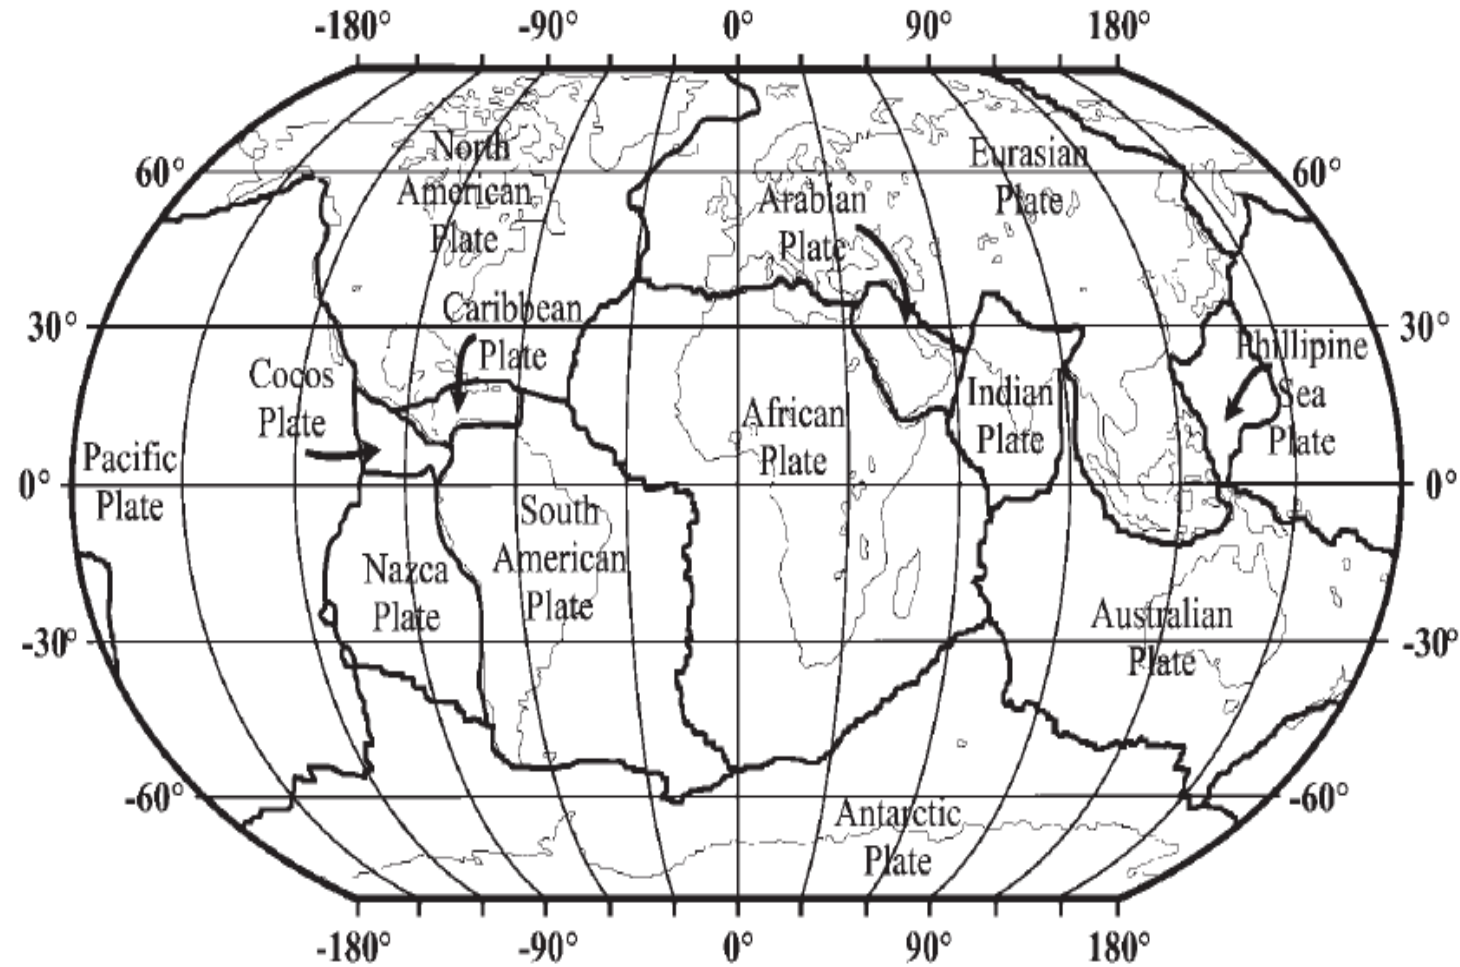 -180° -90° 0° 90° 180°
60°
60°
North
American
Plate
Eurasian
Plate
Arabian
Plate
Caribbean
Plate
30°
30°
Phillipine
Sea
Plate
Cocos
Plate
Indian
Plate
African
Plate
Pacific
Plate
0°
0°
South
American
Plate
Nazca
Plate
Australian
Plate
-30°
-30°
-60°
-60°
Antarctic
Plate
-180° -90° 0° 90° 180°